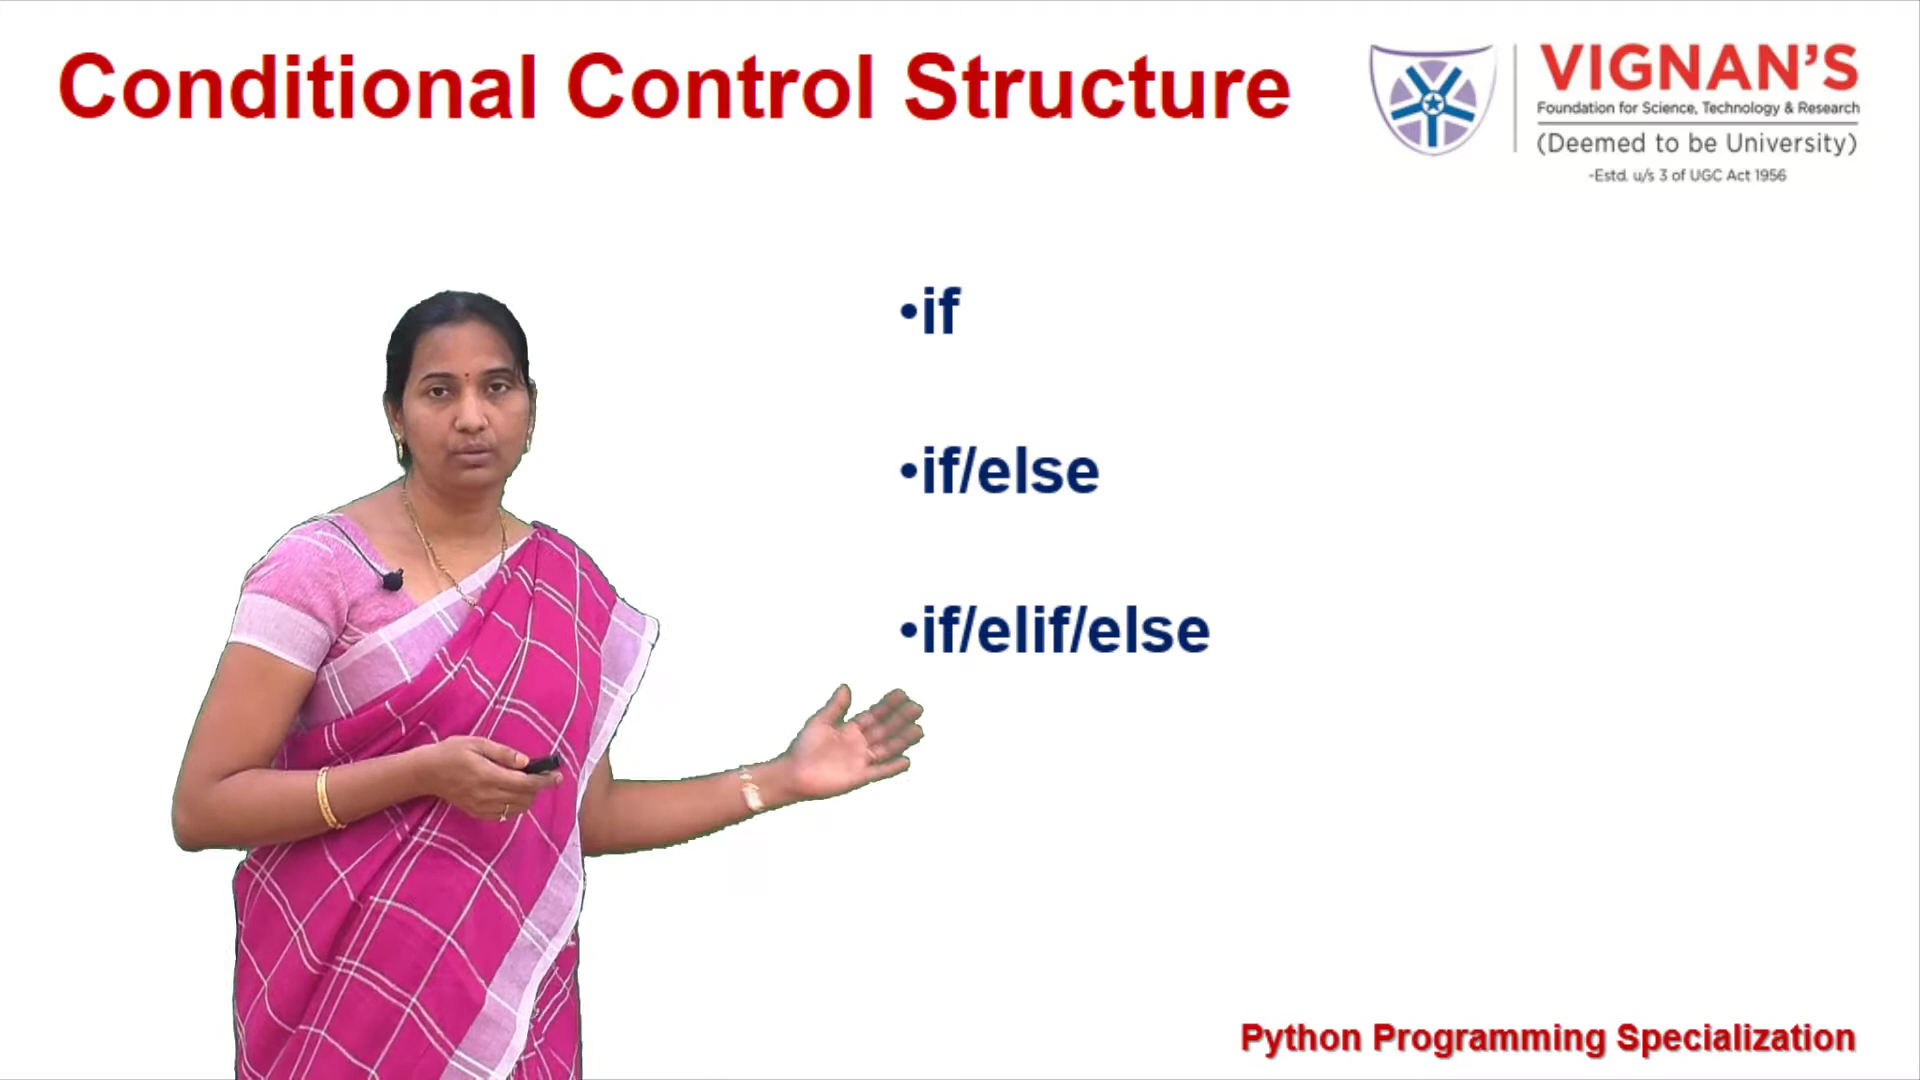 Conditional Control Structure
VIGNAN'S
Foundation for Science, Technology & Research
(Deemed to be University)
-Estd. u/s 3 of UGC Act 1956
•if
•if/else
•if/elif/else
Python Programming Specialization